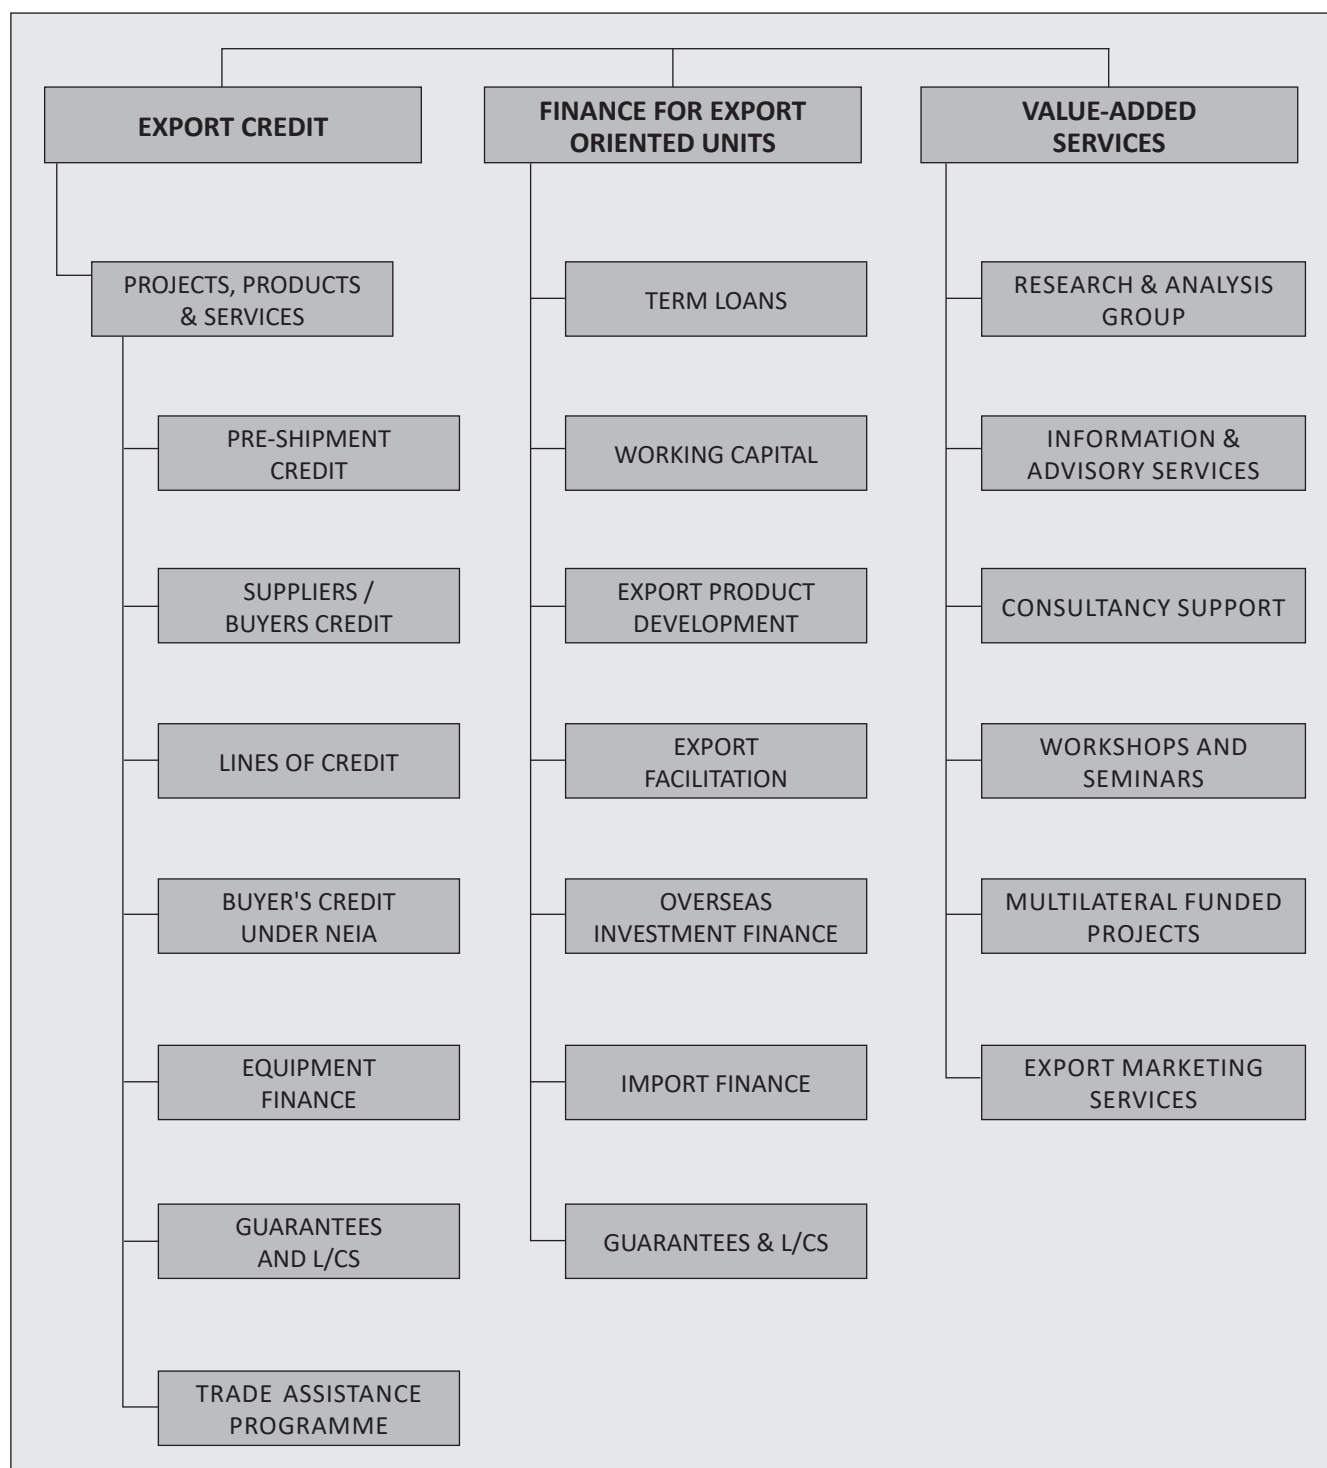 EXPORT CREDIT
PROJECTS, PRODUCTS
& SERVICES
PRE-SHIPMENT
CREDIT
SUPPLIERS /
BUYERS CREDIT
LINES OF CREDIT
BUYER'S CREDIT
UNDER NEIA
EQUIPMENT
FINANCE
GUARANTEES
AND L/CS
TRADE ASSISTANCE
PROGRAMME
FINANCE FOR EXPORT
ORIENTED UNITS
TERM LOANS
WORKING CAPITAL
EXPORT PRODUCT
DEVELOPMENT
EXPORT
FACILITATION
OVERSEAS
INVESTMENT FINANCE
IMPORT FINANCE
GUARANTEES & L/CS
VALUE-ADDED
SERVICES
RESEARCH & ANALYSIS
GROUP
INFORMATION &
ADVISORY SERVICES
CONSULTANCY SUPPORT
WORKSHOPS AND
SEMINARS
MULTILATERAL FUNDED
PROJECTS
EXPORT MARKETING
SERVICES